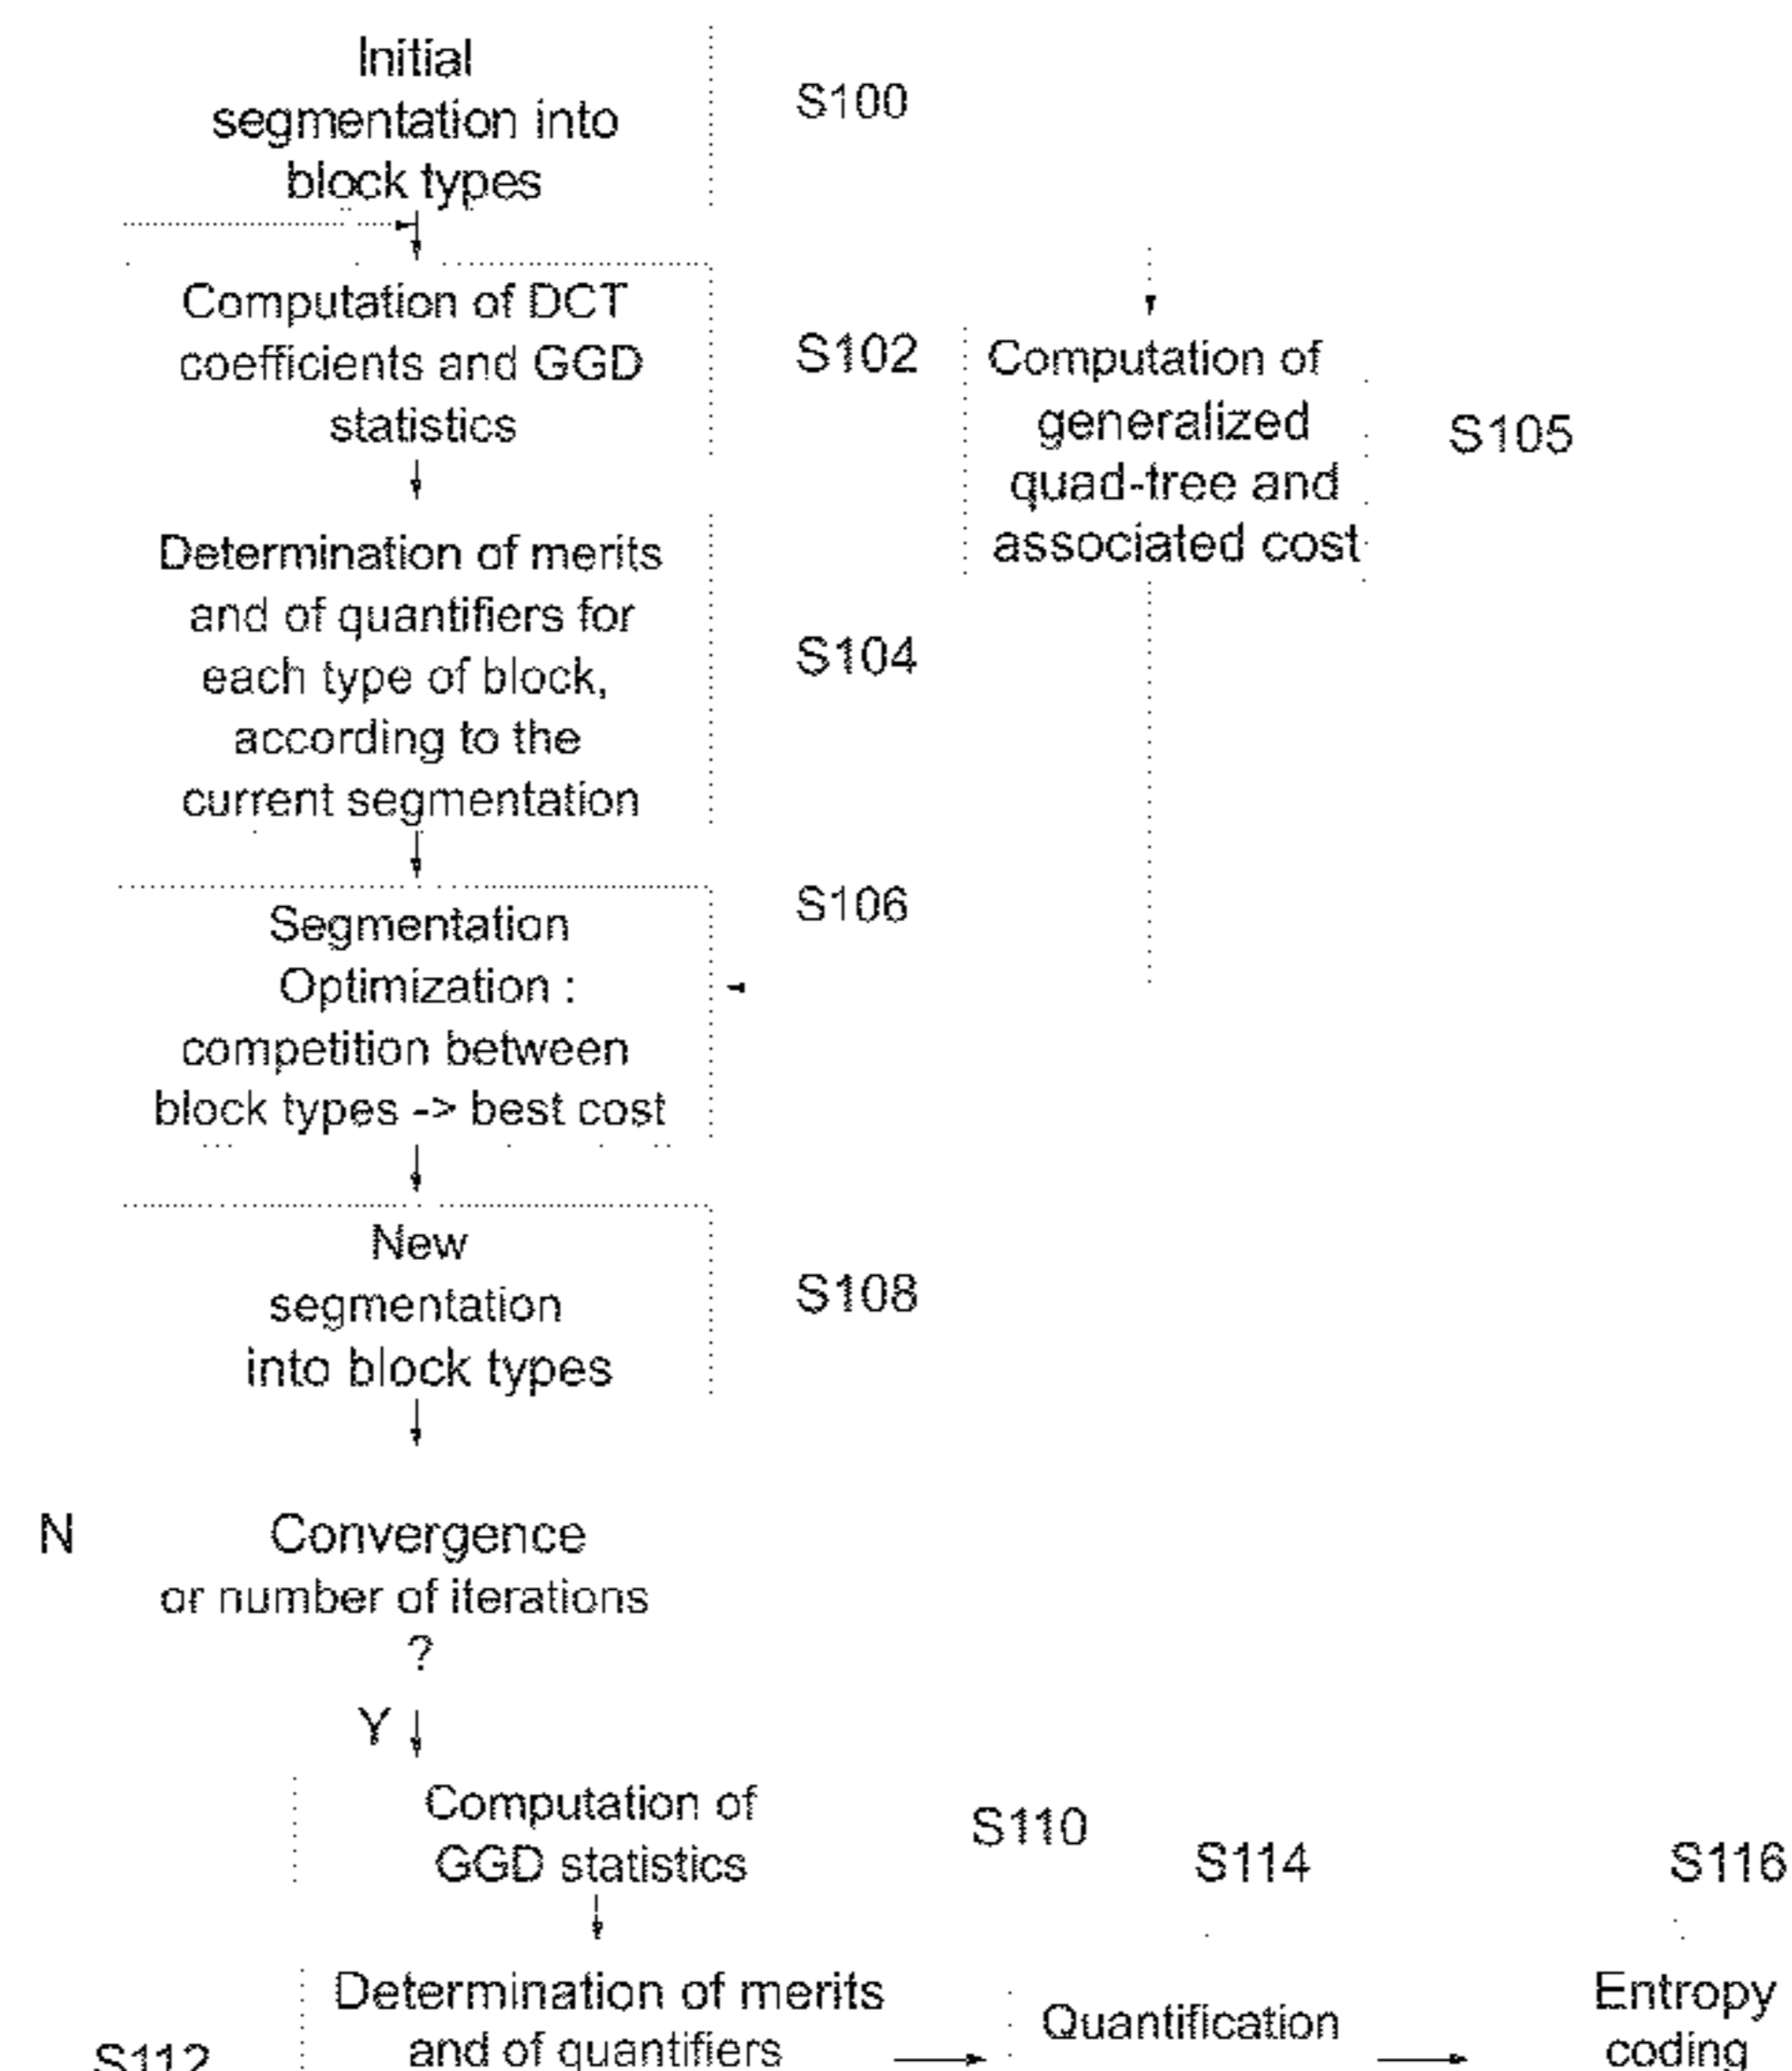 Initial
segmentation into
block types
S100
Computation of DCT
coefficients and GGD
statistics
S102
Computation of
generalized
quad-tree and
associated cost
S105
Determination of merits
and of quantifiers for
each type of block,
according to the
current segmentation
S104
Segmentation
Optimization :
competition between
block types -> best cost
S106
New
segmentation
into block types
S108
N
Convergence
or number of iterations
?
Y
Computation of
GGD statistics
S110
S114
S116
Determination of merits
and of quantifiers
S112
Quantification
Entropy
coding